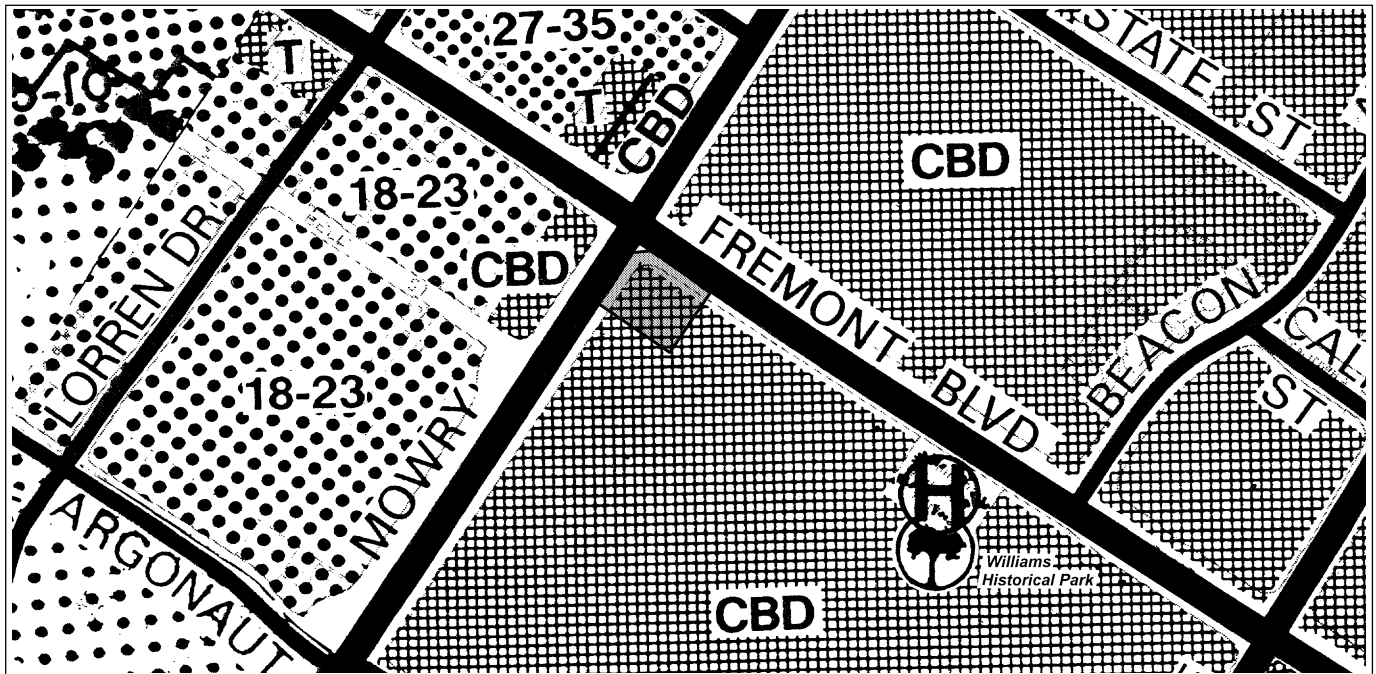 27-35
STATE ST
T
T
CBD
CBD
18-23
LORREN DR
CBD
FREMONT BLVD
BEACON
ST
18-23
MOWRY
H
ARGONAUT
Williams
Historical Park
CBD